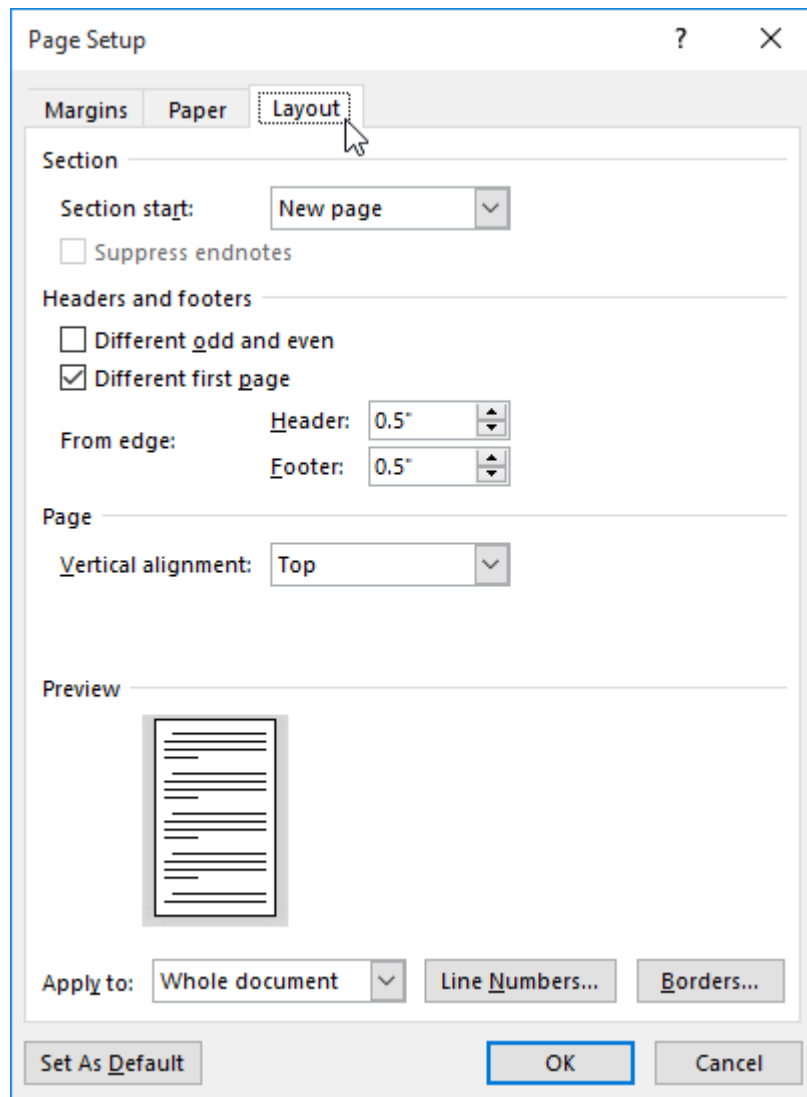 Page Setup ?
Margins Paper Layout
Section
Section start: New page
Suppress endnotes
Headers and footers
Different odd and even
Different first page
From edge:
Header: 0.5"
Footer: 0.5"
Page
Vertical alignment: Top
Preview
Apply to: Whole document Line Numbers... Borders...
Set As Default OK Cancel